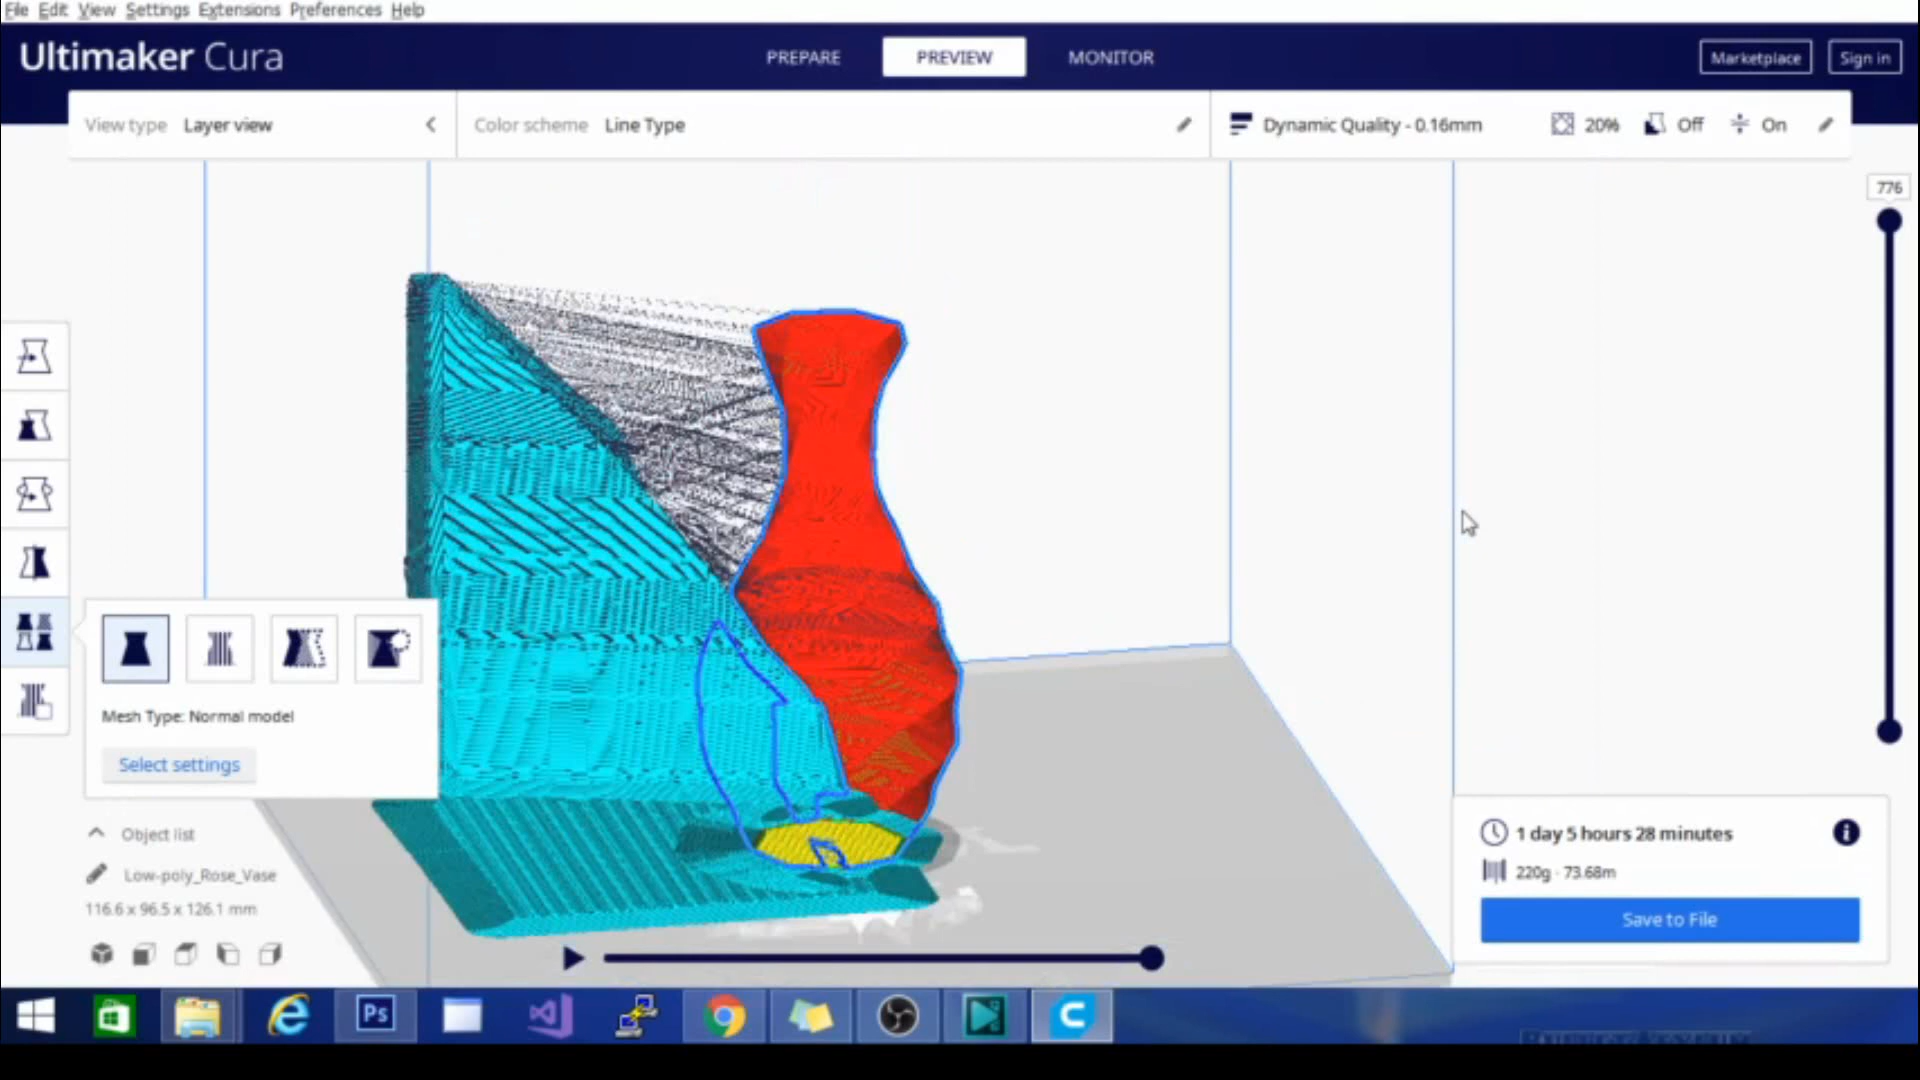 File Edit View Settings Extensions Preferences Help
Ultimaker Cura
PREPARE
PREVIEW
MONITOR
Marketplace
Sign in
View type Layer view
Color scheme Line Type
Dynamic Quality - 0.16mm
20%
Off
On
776
Mesh Type: Normal model
Select settings
Object list
Low-poly_Rose_Vase
116.6 x 96.5 x 126.1 mm
1 day 5 hours 28 minutes
220g · 73.68m
Save to File
Ps